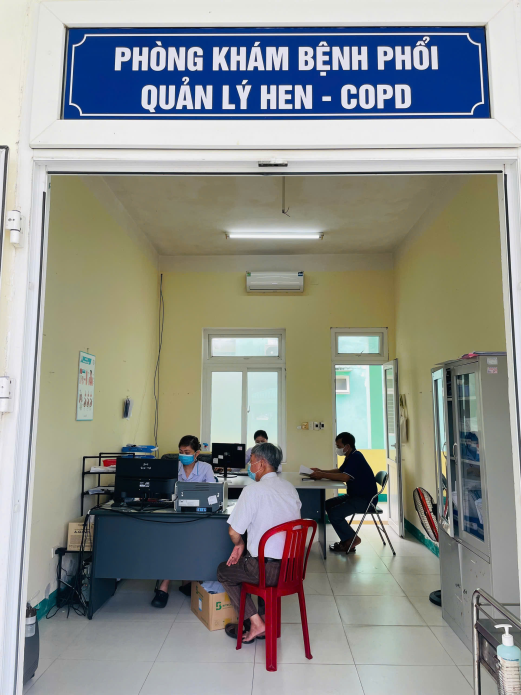 PHÒNG KHÁM BỆNH PHỔI
QUẢN LÝ HEN - COPD